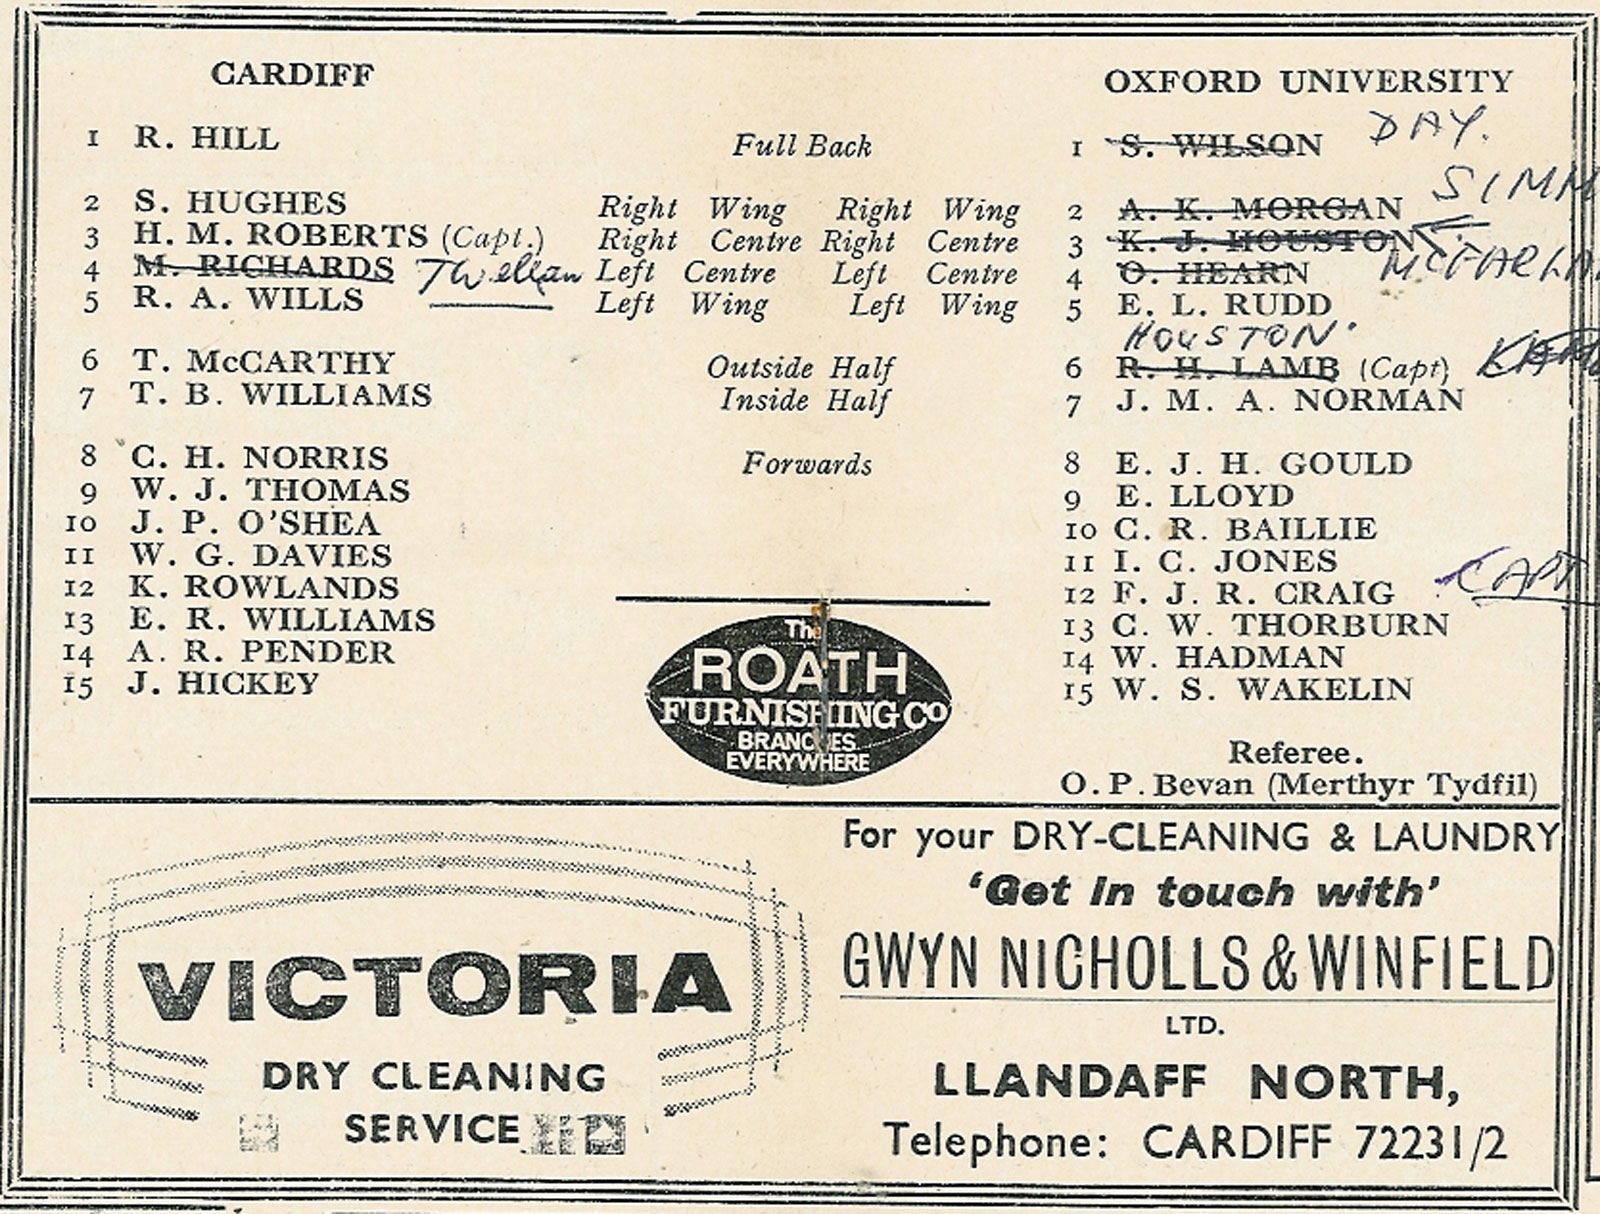 CARDIFF
OXFORD UNIVERSITY
1 R. HILL Full Back 1 S. WILSON DAY.
2 S. HUGHES Right Wing Right Wing 2 A. K. MORGAN SIMM
3 H. M. ROBERTS (Capt.) Right Centre Right Centre 3 K. J. HOUSTON
4 M. RICHARDS Left Centre Left Centre 4 O. HEARN MCFARLA
5 R. A. WILLS Left Wing Left Wing 5 E. L. RUDD
HOUSTON
6 T. McCARTHY Outside Half 6 R. H. LAMB (Capt)
7 T. B. WILLIAMS Inside Half 7 J. M. A. NORMAN
8 C. H. NORRIS Forwards 8 E. J. H. GOULD
9 W. J. THOMAS 9 E. LLOYD
10 J. P. O'SHEA 10 C. R. BAILLIE
11 W. G. DAVIES 11 I. C. JONES
12 K. ROWLANDS 12 F. J. R. CRAIG CAPT
13 E. R. WILLIAMS 13 C. W. THORBURN
14 A. R. PENDER 14 W. HADMAN
15 J. HICKEY 15 W. S. WAKELIN
The
ROATH
FURNISHING CO
BRANCHES
EVERYWHERE
Referee.
O. P. Bevan (Merthyr Tydfil)
VICTORIA
DRY CLEANING
SERVICE
For your DRY-CLEANING & LAUNDRY
'Get in touch with'
GWYN NICHOLLS & WINFIELD
LTD.
LLANDAFF NORTH,
Telephone: CARDIFF 72231/2